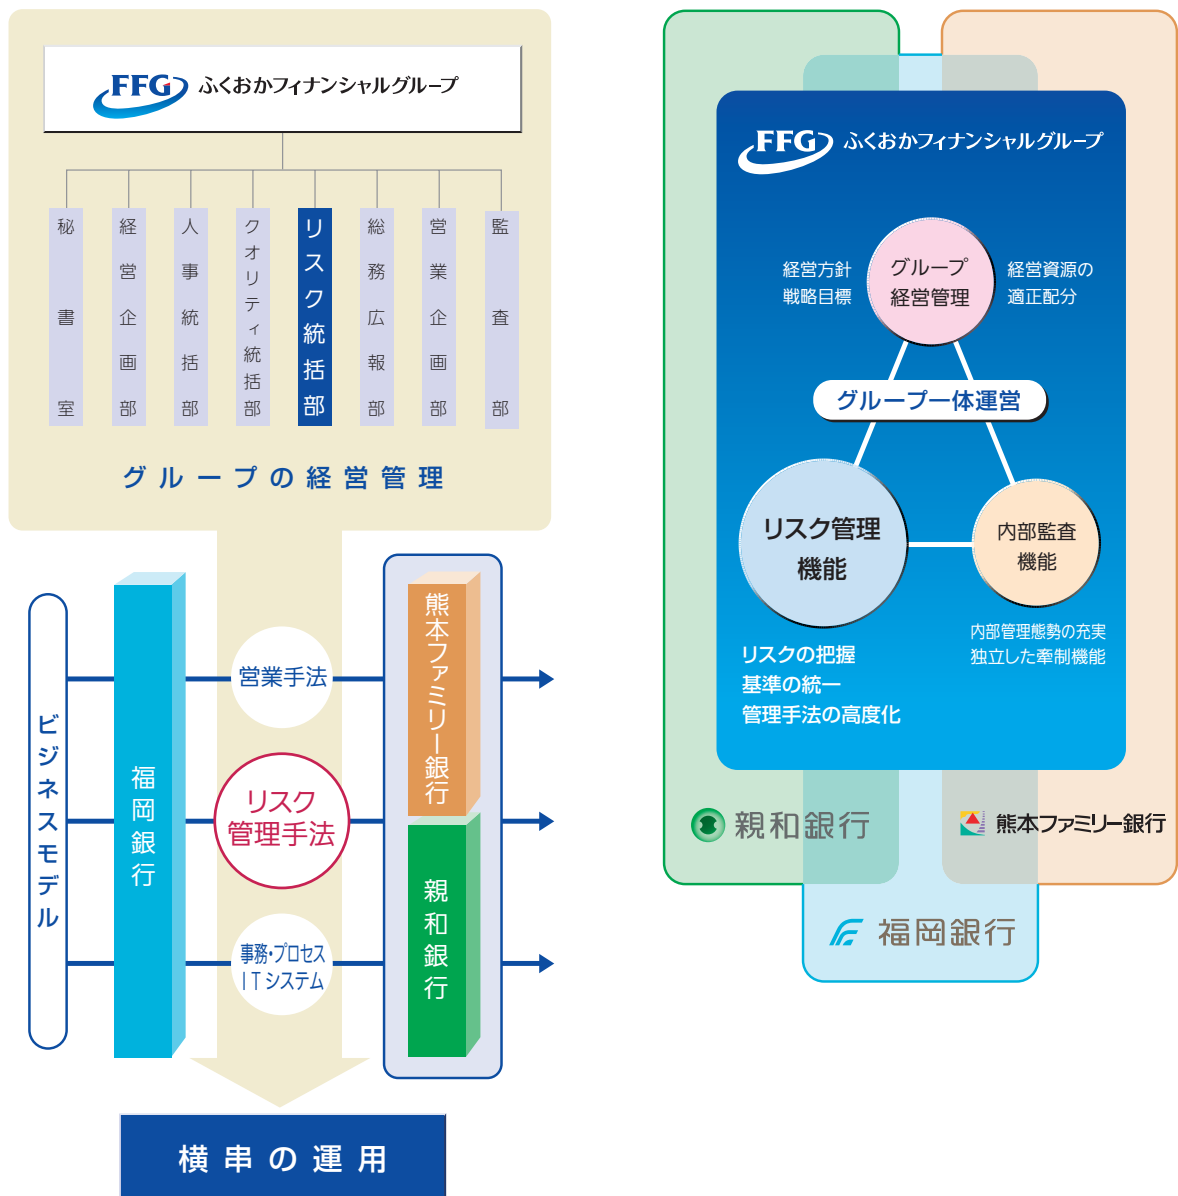 FFG ふくおかフィナンシャルグループ
秘書室
経営企画部
人事統括部
クオリティ統括部
リスク統括部
総務広報部
営業企画部
監査部
グループの経営管理
ビジネスモデル
福岡銀行
営業手法
リスク
管理手法
事務・プロセス
ITシステム
熊本ファミリー銀行
親和銀行
横串の運用
FFG ふくおかフィナンシャルグループ
経営方針
戦略目標
グループ
経営管理
経営資源の
適正配分
グループ一体運営
リスク管理
機能
内部監査
機能
リスクの把握
基準の統一
管理手法の高度化
内部管理態勢の充実
独立した牽制機能
親和銀行
熊本ファミリー銀行
福岡銀行